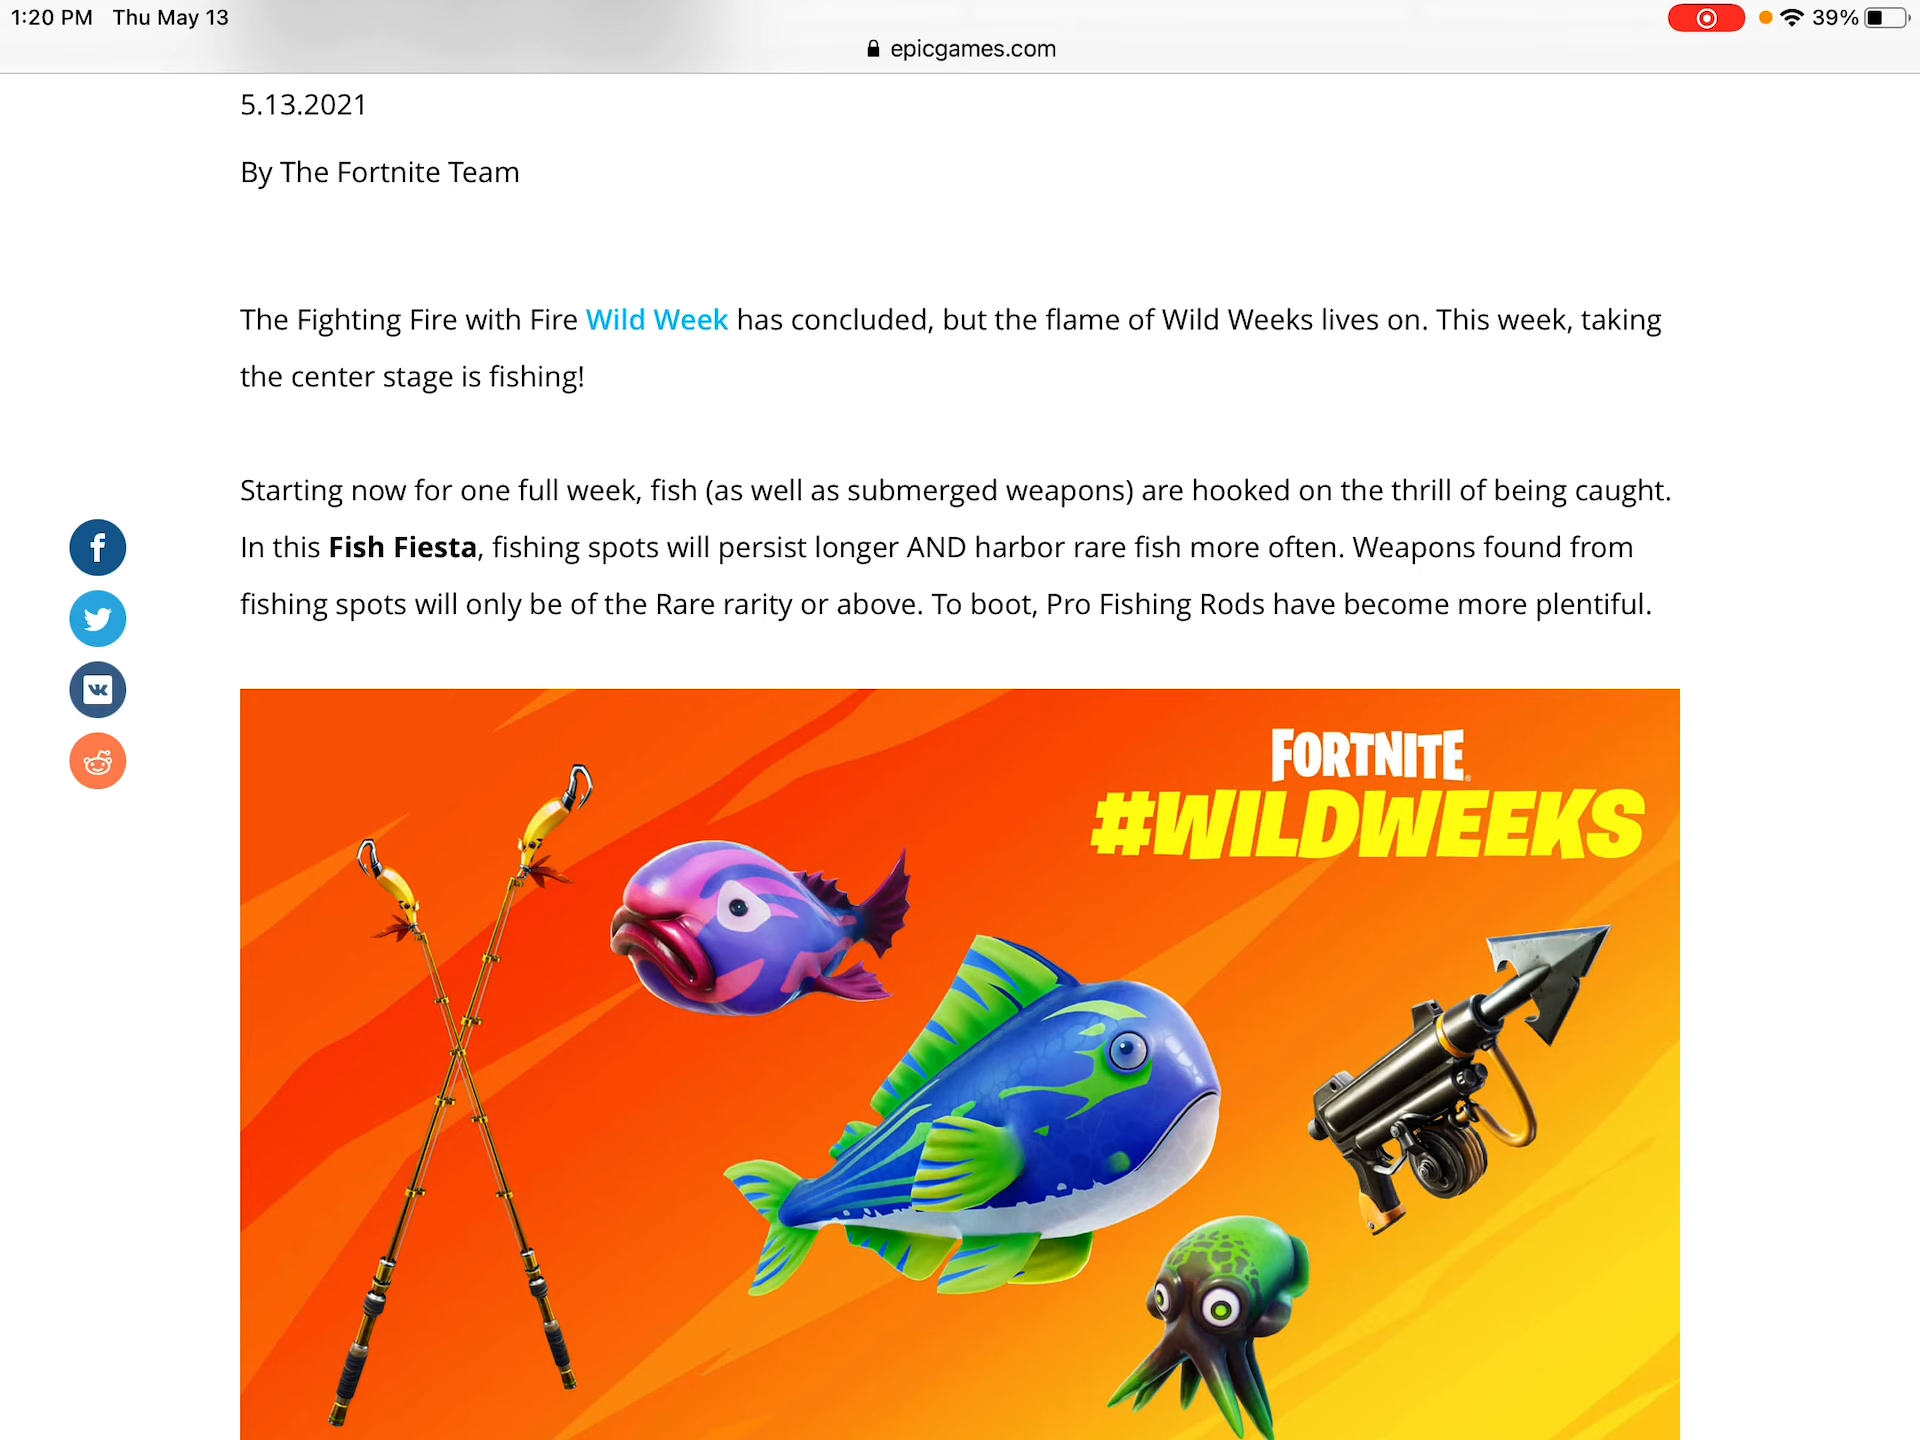 1:20 PM Thu May 13
39%
epicgames.com
5.13.2021
By The Fortnite Team
The Fighting Fire with Fire Wild Week has concluded, but the flame of Wild Weeks lives on. This week, taking
the center stage is fishing!
Starting now for one full week, fish (as well as submerged weapons) are hooked on the thrill of being caught.
In this Fish Fiesta, fishing spots will persist longer AND harbor rare fish more often. Weapons found from
fishing spots will only be of the Rare rarity or above. To boot, Pro Fishing Rods have become more plentiful.
FORTNITE
#WILDWEEKS